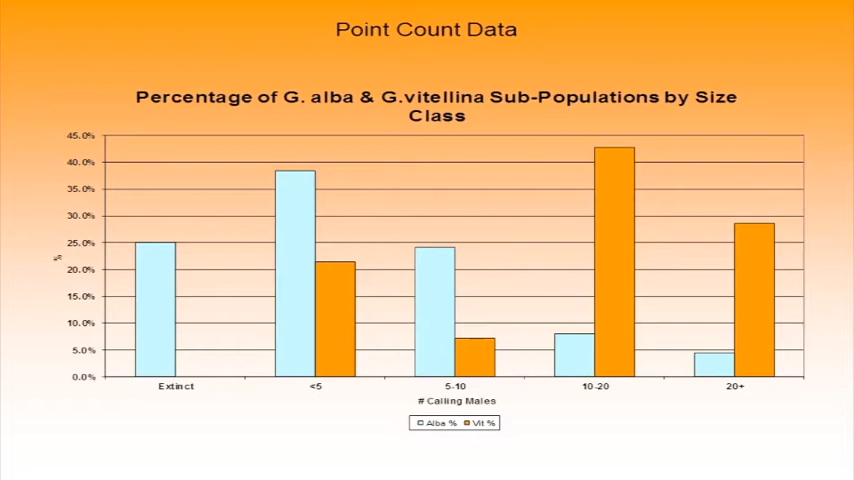 Point Count Data
Percentage of G. alba & G.vitellina Sub-Populations by Size
Class
45.0%
40.0%
35.0%
30.0%
25.0%
20.0%
15.0%
10.0%
5.0%
0.0%
%
Extinct <5 5-10 10-20 20+
# Calling Males
Alba % Vit %